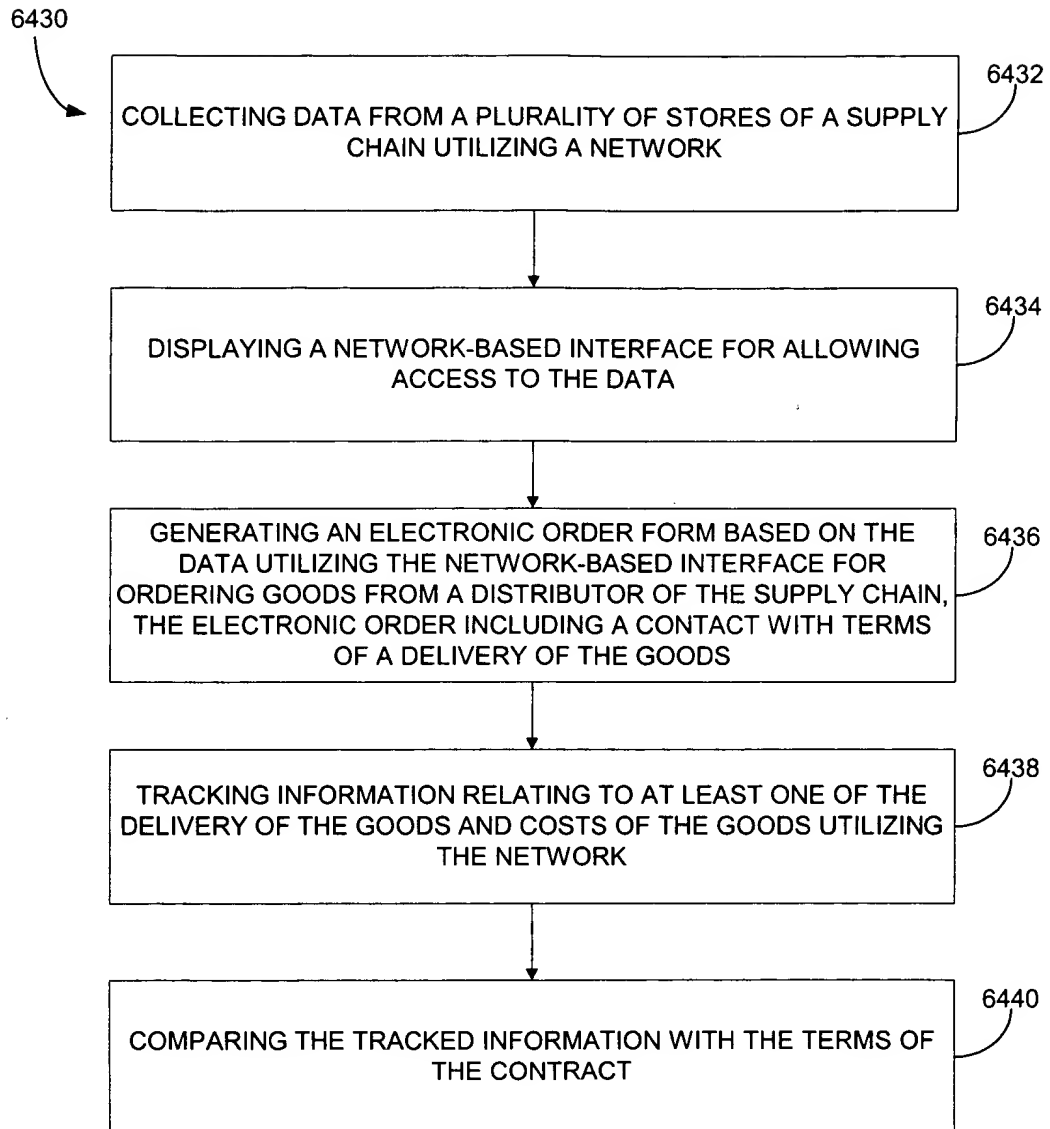 6430
6432
COLLECTING DATA FROM A PLURALITY OF STORES OF A SUPPLY
CHAIN UTILIZING A NETWORK
6434
DISPLAYING A NETWORK-BASED INTERFACE FOR ALLOWING
ACCESS TO THE DATA
6436
GENERATING AN ELECTRONIC ORDER FORM BASED ON THE
DATA UTILIZING THE NETWORK-BASED INTERFACE FOR
ORDERING GOODS FROM A DISTRIBUTOR OF THE SUPPLY CHAIN,
THE ELECTRONIC ORDER INCLUDING A CONTACT WITH TERMS
OF A DELIVERY OF THE GOODS
6438
TRACKING INFORMATION RELATING TO AT LEAST ONE OF THE
DELIVERY OF THE GOODS AND COSTS OF THE GOODS UTILIZING
THE NETWORK
6440
COMPARING THE TRACKED INFORMATION WITH THE TERMS OF
THE CONTRACT